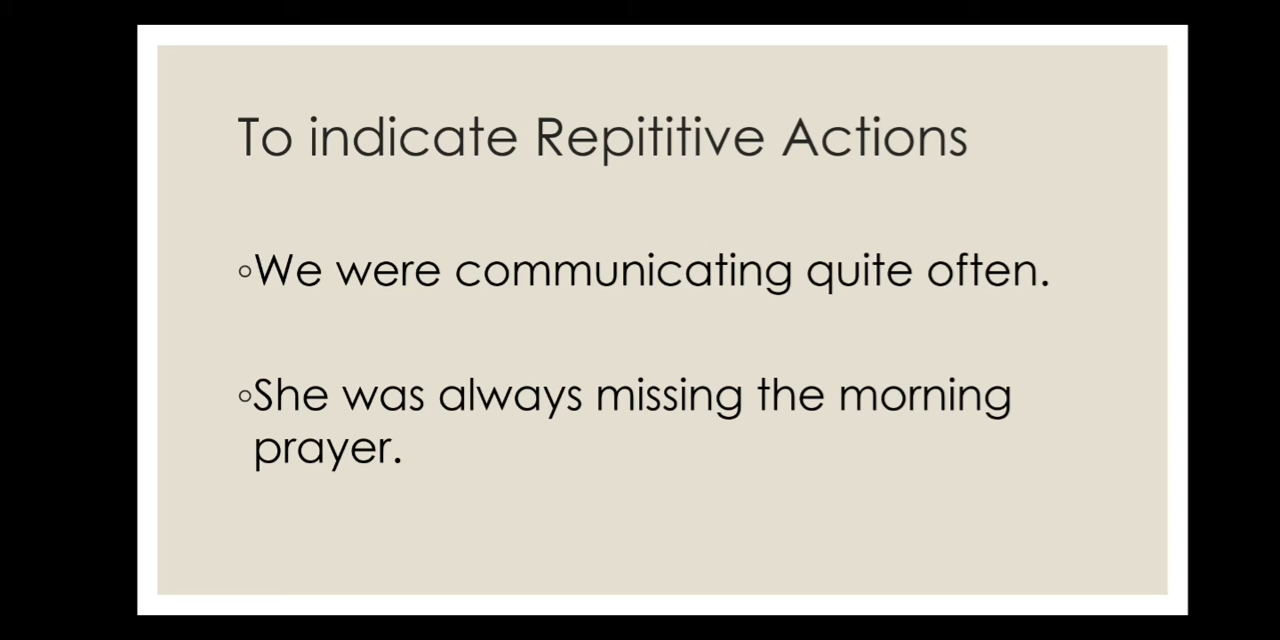 To indicate Repititive Actions
◦We were communicating quite often.
◦She was always missing the morning
prayer.